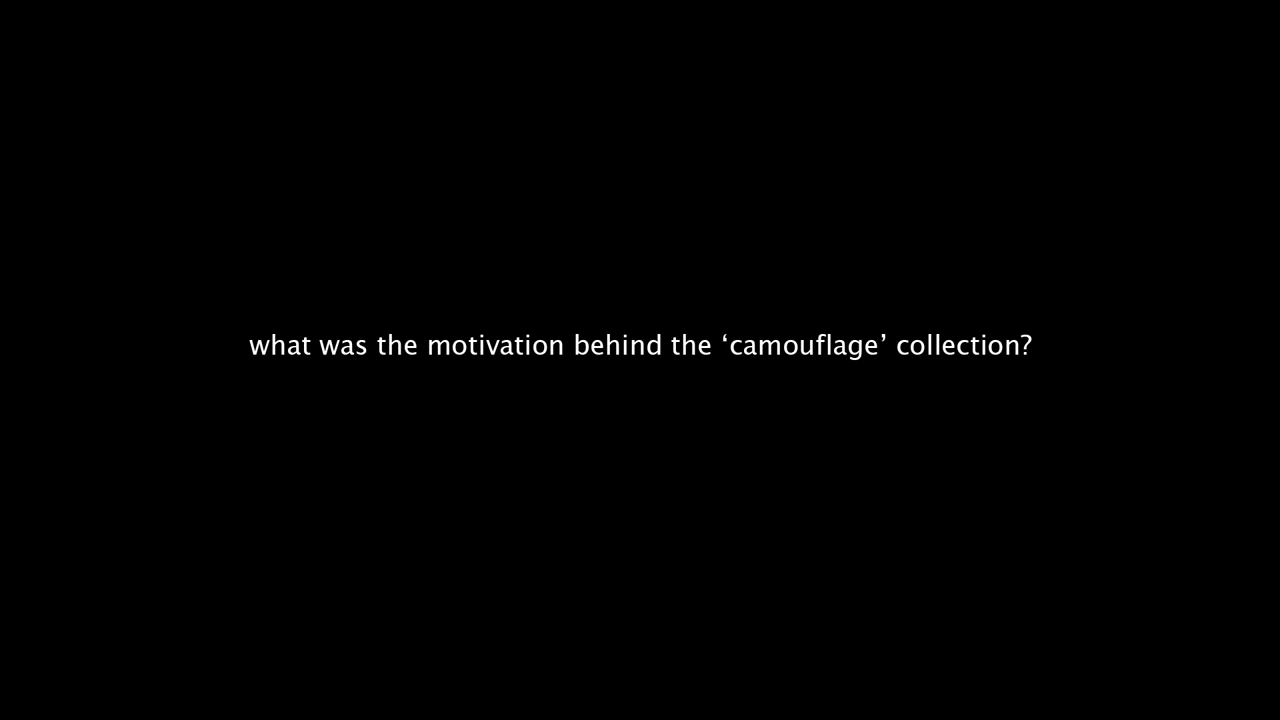 what was the motivation behind the ‘camouflage’ collection?